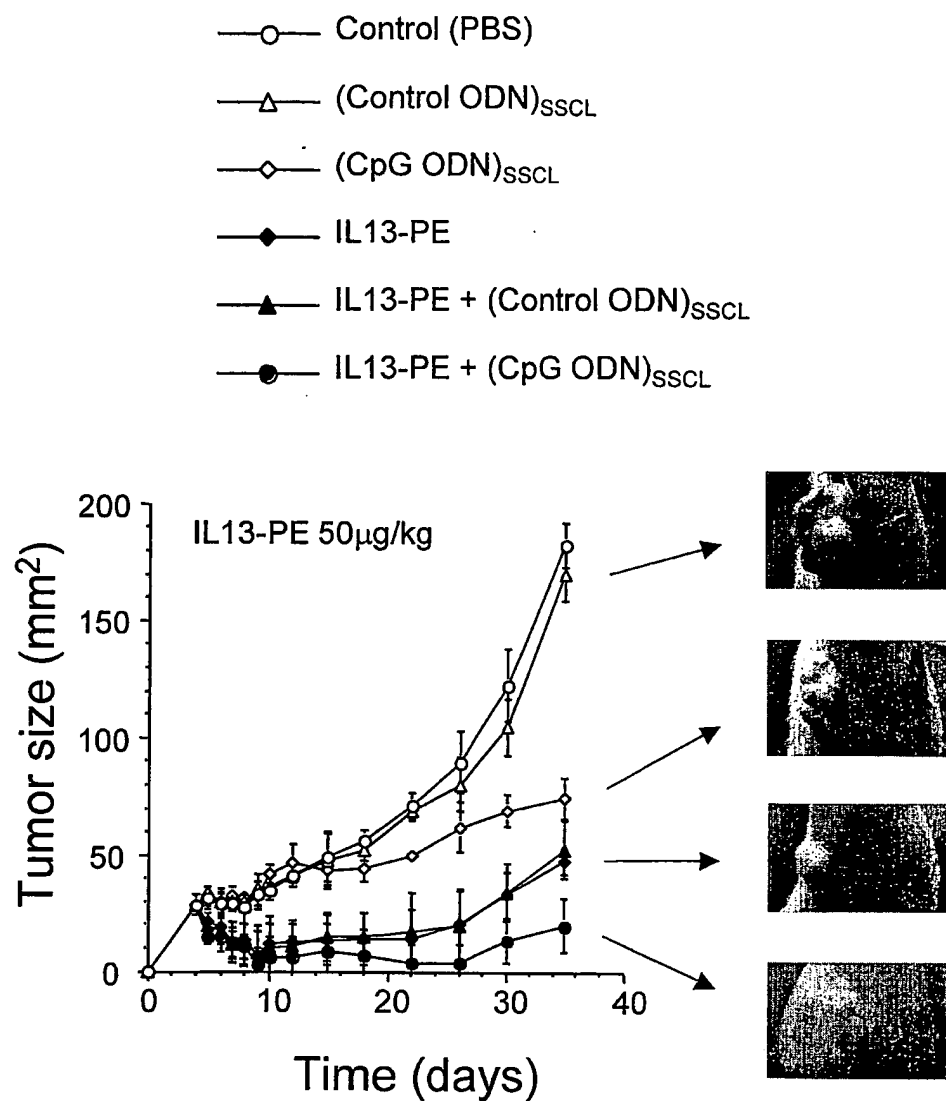 Control (PBS)
(Control ODN)SSCL
(CpG ODN)SSCL
IL13-PE
IL13-PE + (Control ODN)SSCL
IL13-PE + (CpG ODN)SSCL
IL13-PE 50µg/kg
Tumor size (mm²)
200
150
100
50
0
0 10 20 30 40
Time (days)